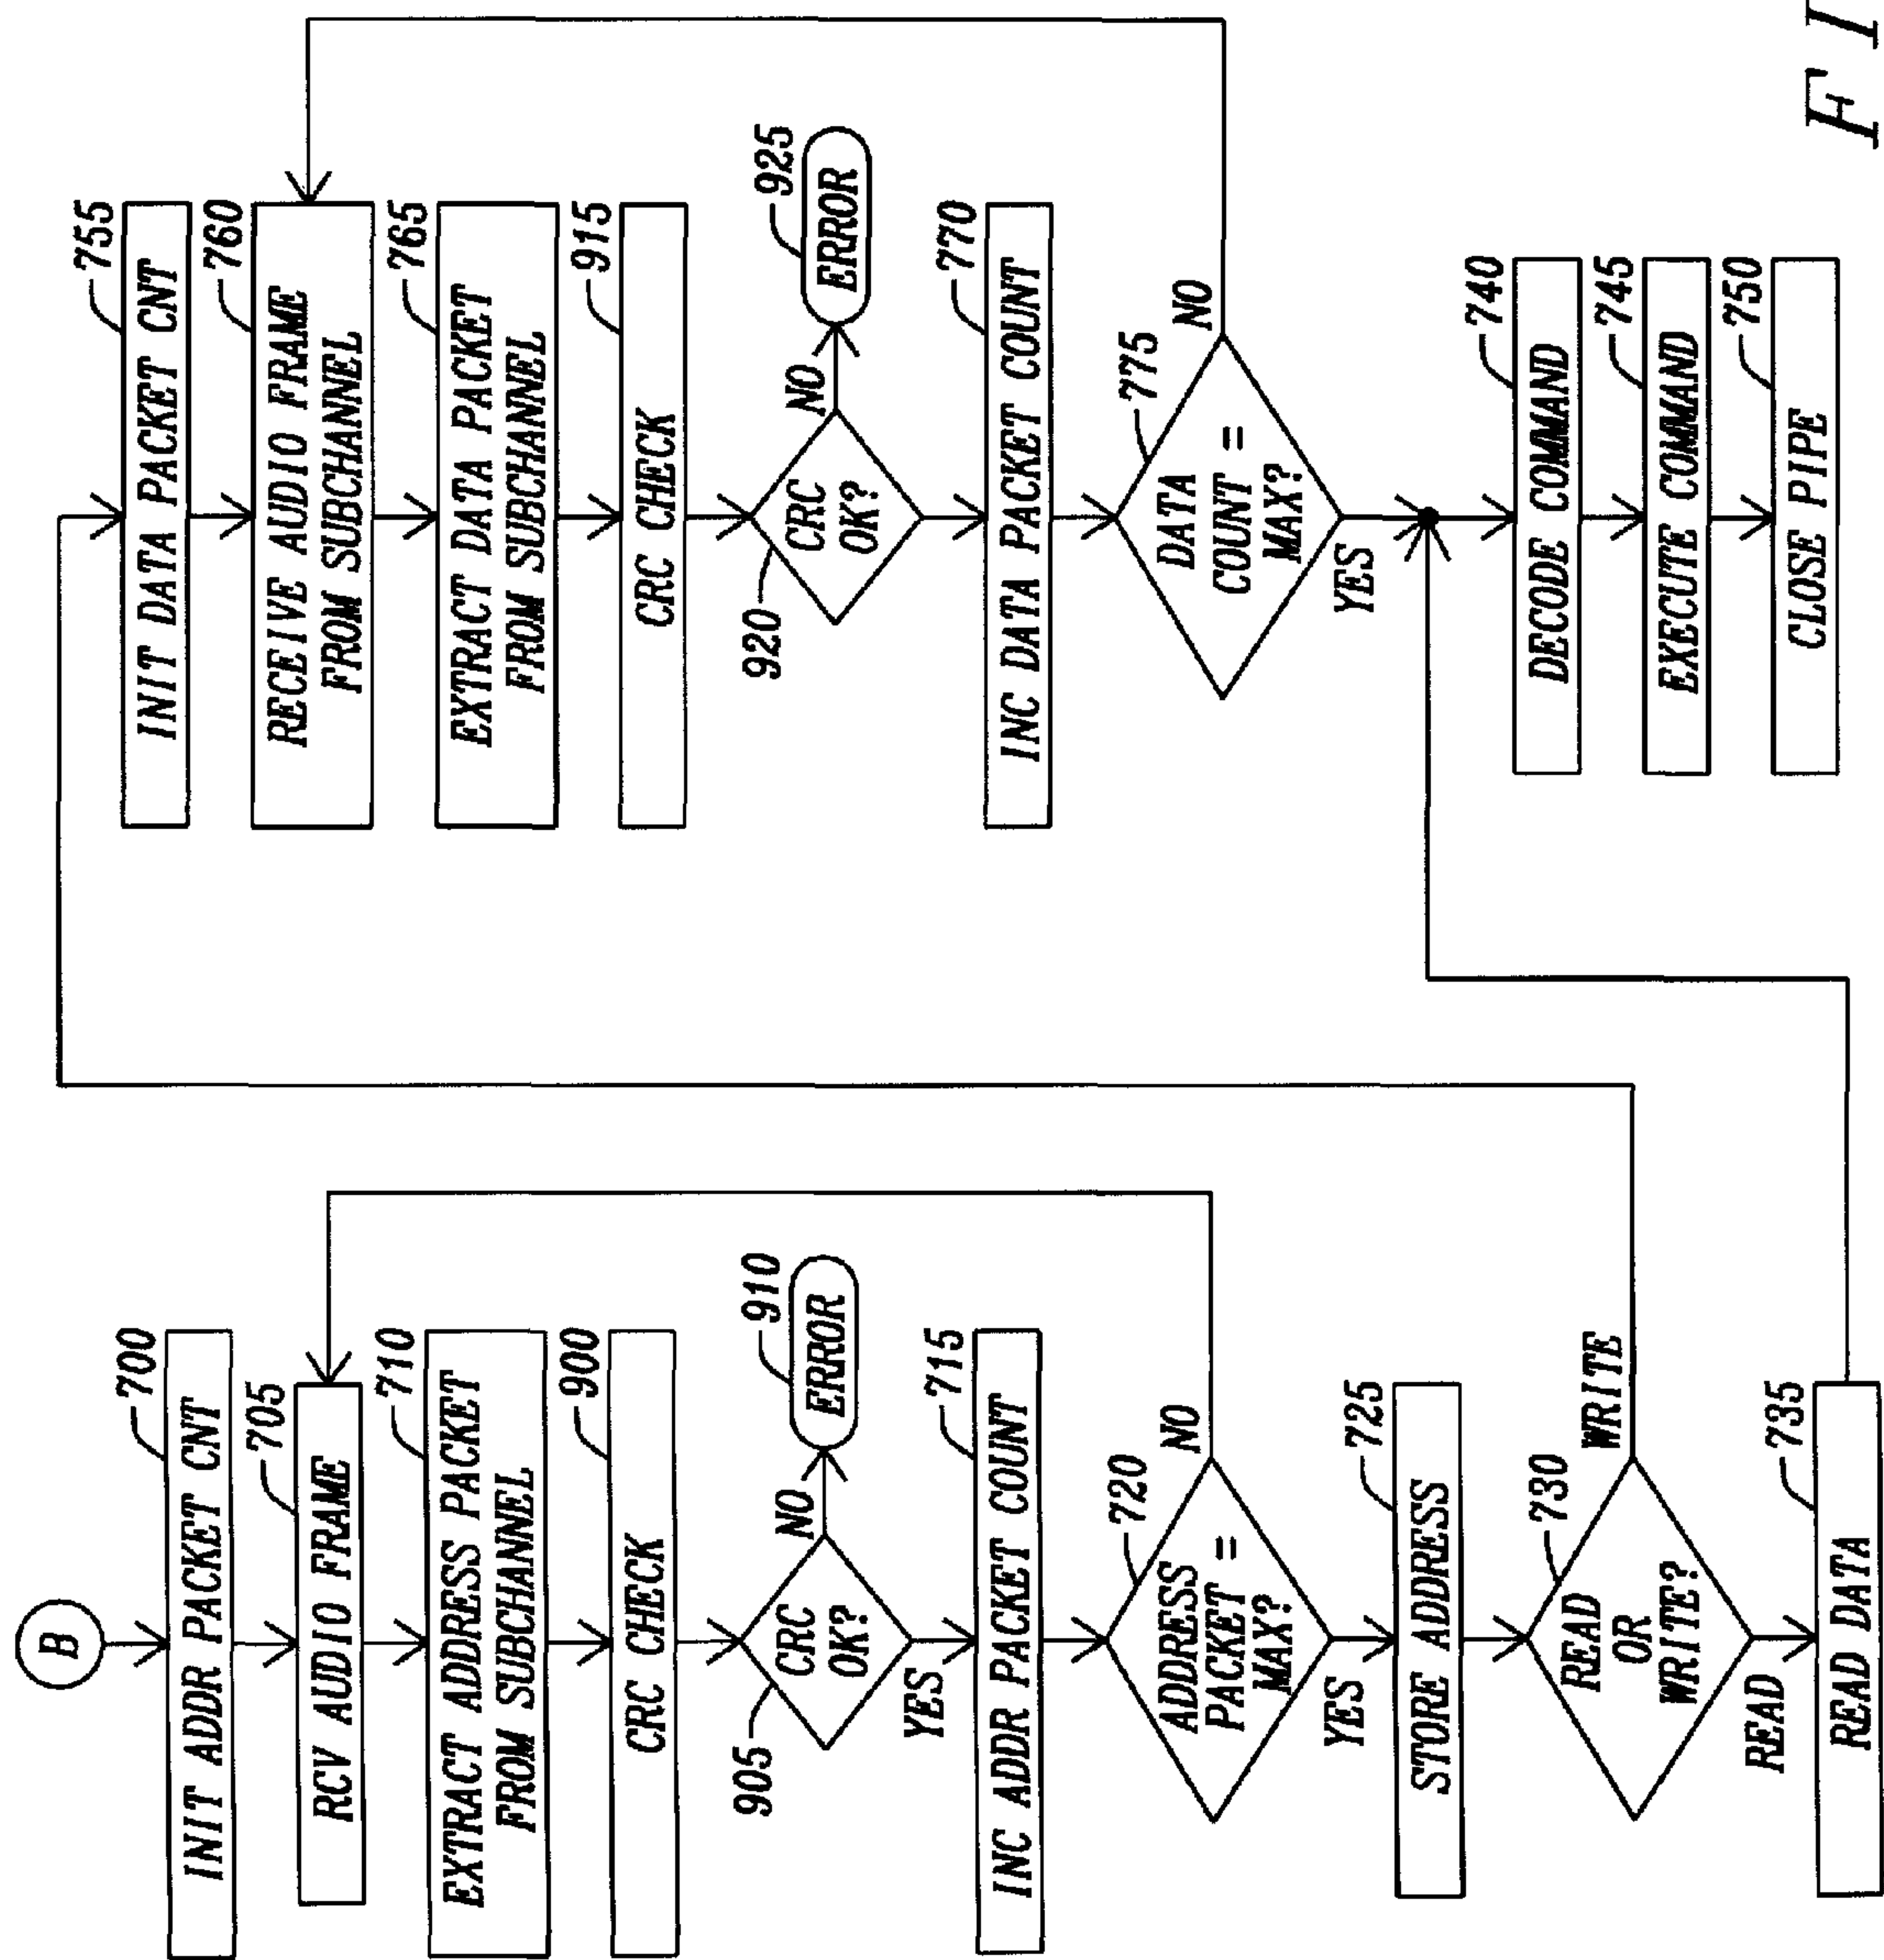 B
700
INIT ADDR PACKET CNT
705
RCV AUDIO FRAME
710
EXTRACT ADDRESS PACKET
FROM SUBCHANNEL
900
CRC CHECK
905
CRC
OK?
NO
910
ERROR
YES
715
INC ADDR PACKET COUNT
720
ADDRESS
PACKET =
MAX?
NO
YES
725
STORE ADDRESS
730
READ
OR
WRITE?
WRITE
READ
735
READ DATA
755
INIT DATA PACKET CNT
760
RECEIVE AUDIO FRAME
FROM SUBCHANNEL
765
EXTRACT DATA PACKET
FROM SUBCHANNEL
915
CRC CHECK
920
CRC
OK?
NO
925
ERROR
770
INC DATA PACKET COUNT
775
DATA
COUNT =
MAX?
NO
YES
740
DECODE COMMAND
745
EXECUTE COMMAND
750
CLOSE PIPE
F I